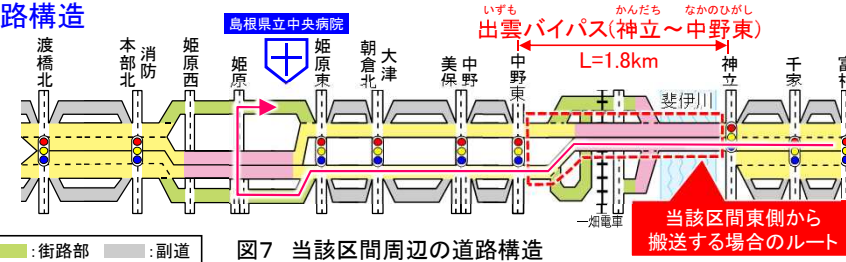 路構造
島根県立中央病院
いずも かんだち なかのひがし
出雲バイパス(神立～中野東)
L=1.8km
渡橋北
消防本部北
姫原西
姫原
姫原東
大津朝倉北
中野美保
中野東
神立
千家
斐伊川
一畑電車
当該区間東側から
搬送する場合のルート
:街路部 :副道
図7 当該区間周辺の道路構造